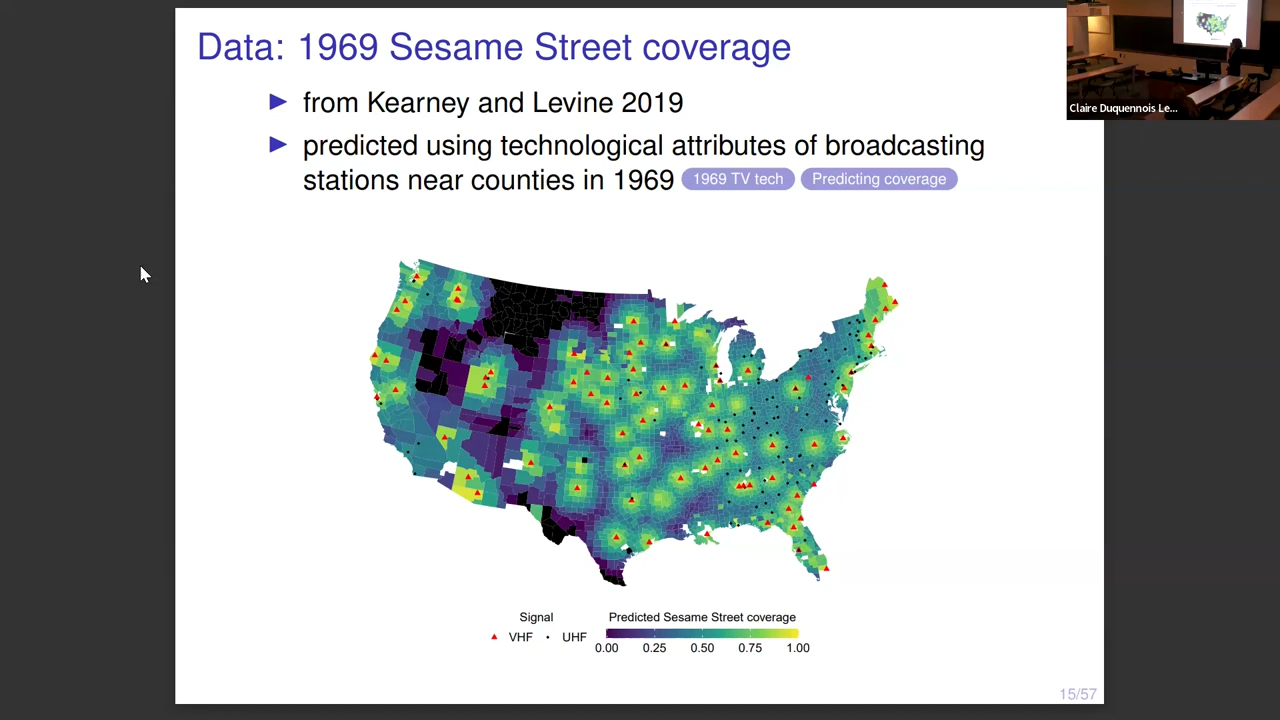 Data: 1969 Sesame Street coverage
from Kearney and Levine 2019
predicted using technological attributes of broadcasting
stations near counties in 1969 1969 TV tech Predicting coverage
Claire Duquennois Le...
Signal
VHF UHF
Predicted Sesame Street coverage
0.00 0.25 0.50 0.75 1.00
15/57